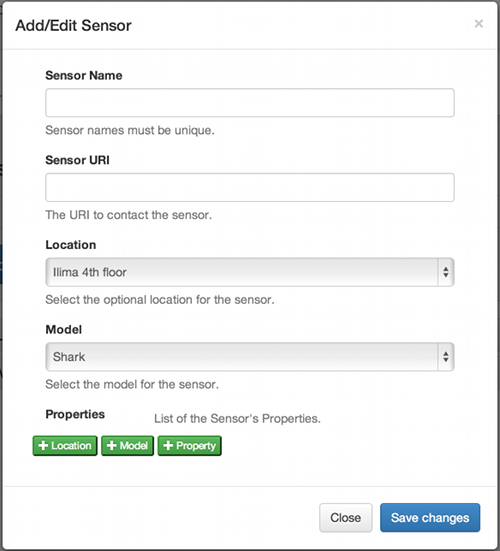 Add/Edit Sensor ×
Sensor Name
Sensor names must be unique.
Sensor URI
The URI to contact the sensor.
Location
Ilima 4th floor
Select the optional location for the sensor.
Model
Shark
Select the model for the sensor.
Properties List of the Sensor's Properties.
+ Location + Model + Property
Close Save changes